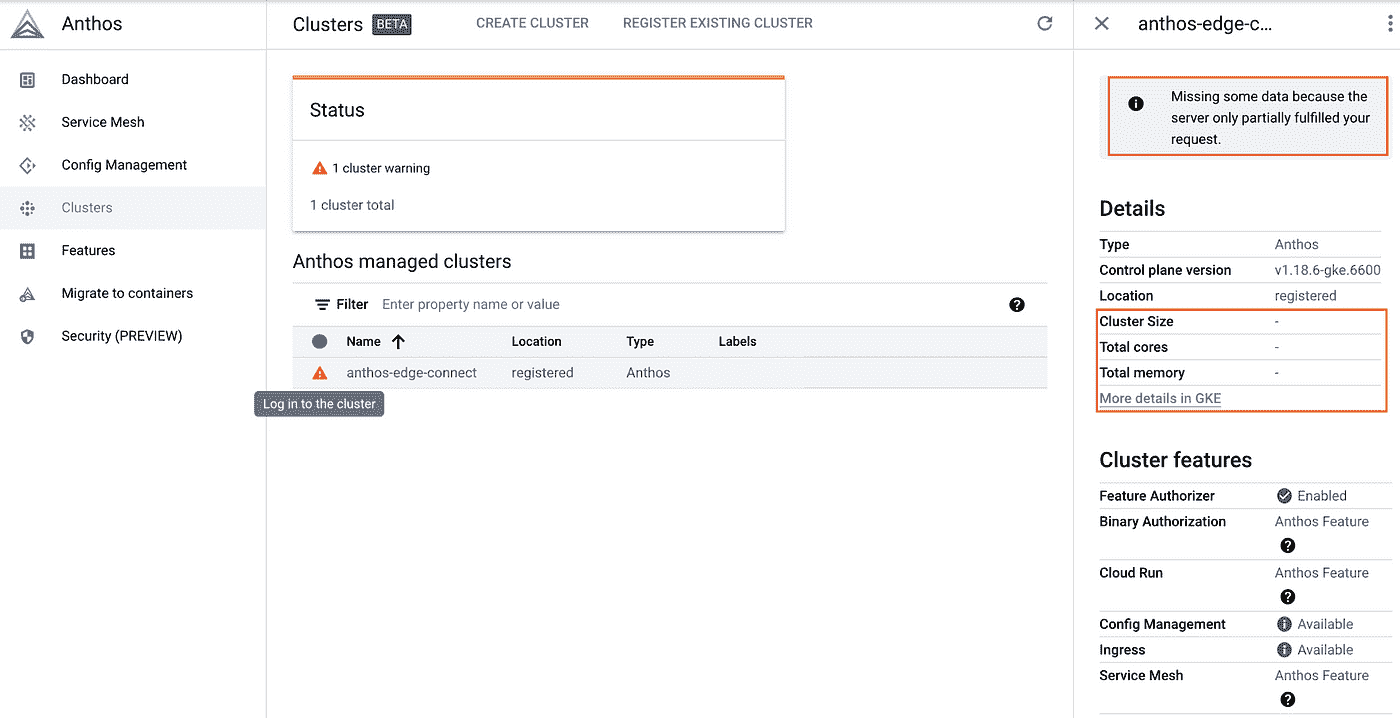 Anthos
Dashboard
Service Mesh
Config Management
Clusters
Features
Migrate to containers
Security (PREVIEW)
Clusters BETA CREATE CLUSTER REGISTER EXISTING CLUSTER
Status
1 cluster warning
1 cluster total
Anthos managed clusters
Filter Enter property name or value
Name Location Type Labels
anthos-edge-connect registered Anthos
Log in to the cluster
anthos-edge-c...
Missing some data because the
server only partially fulfilled your
request.
Details
Type Anthos
Control plane version v1.18.6-gke.6600
Location registered
Cluster Size -
Total cores -
Total memory -
More details in GKE
Cluster features
Feature Authorizer Enabled
Binary Authorization Anthos Feature
Cloud Run Anthos Feature
Config Management Available
Ingress Available
Service Mesh Anthos Feature